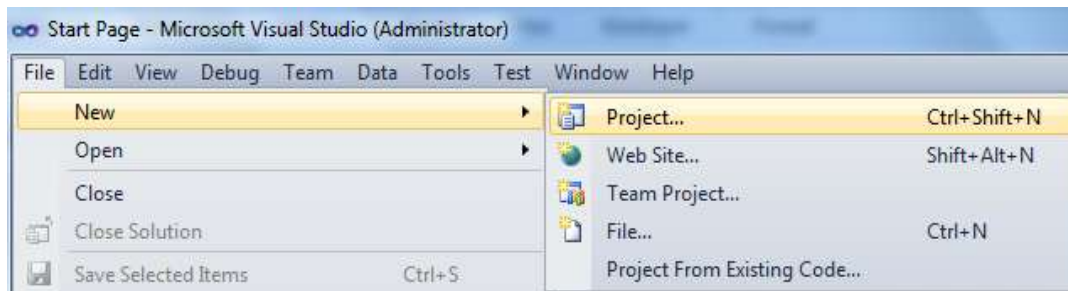 Start Page - Microsoft Visual Studio (Administrator)
File Edit View Debug Team Data Tools Test Window Help
New
Open
Close
Close Solution
Save Selected Items Ctrl+S
Project... Ctrl+Shift+N
Web Site... Shift+Alt+N
Team Project...
File... Ctrl+N
Project From Existing Code...